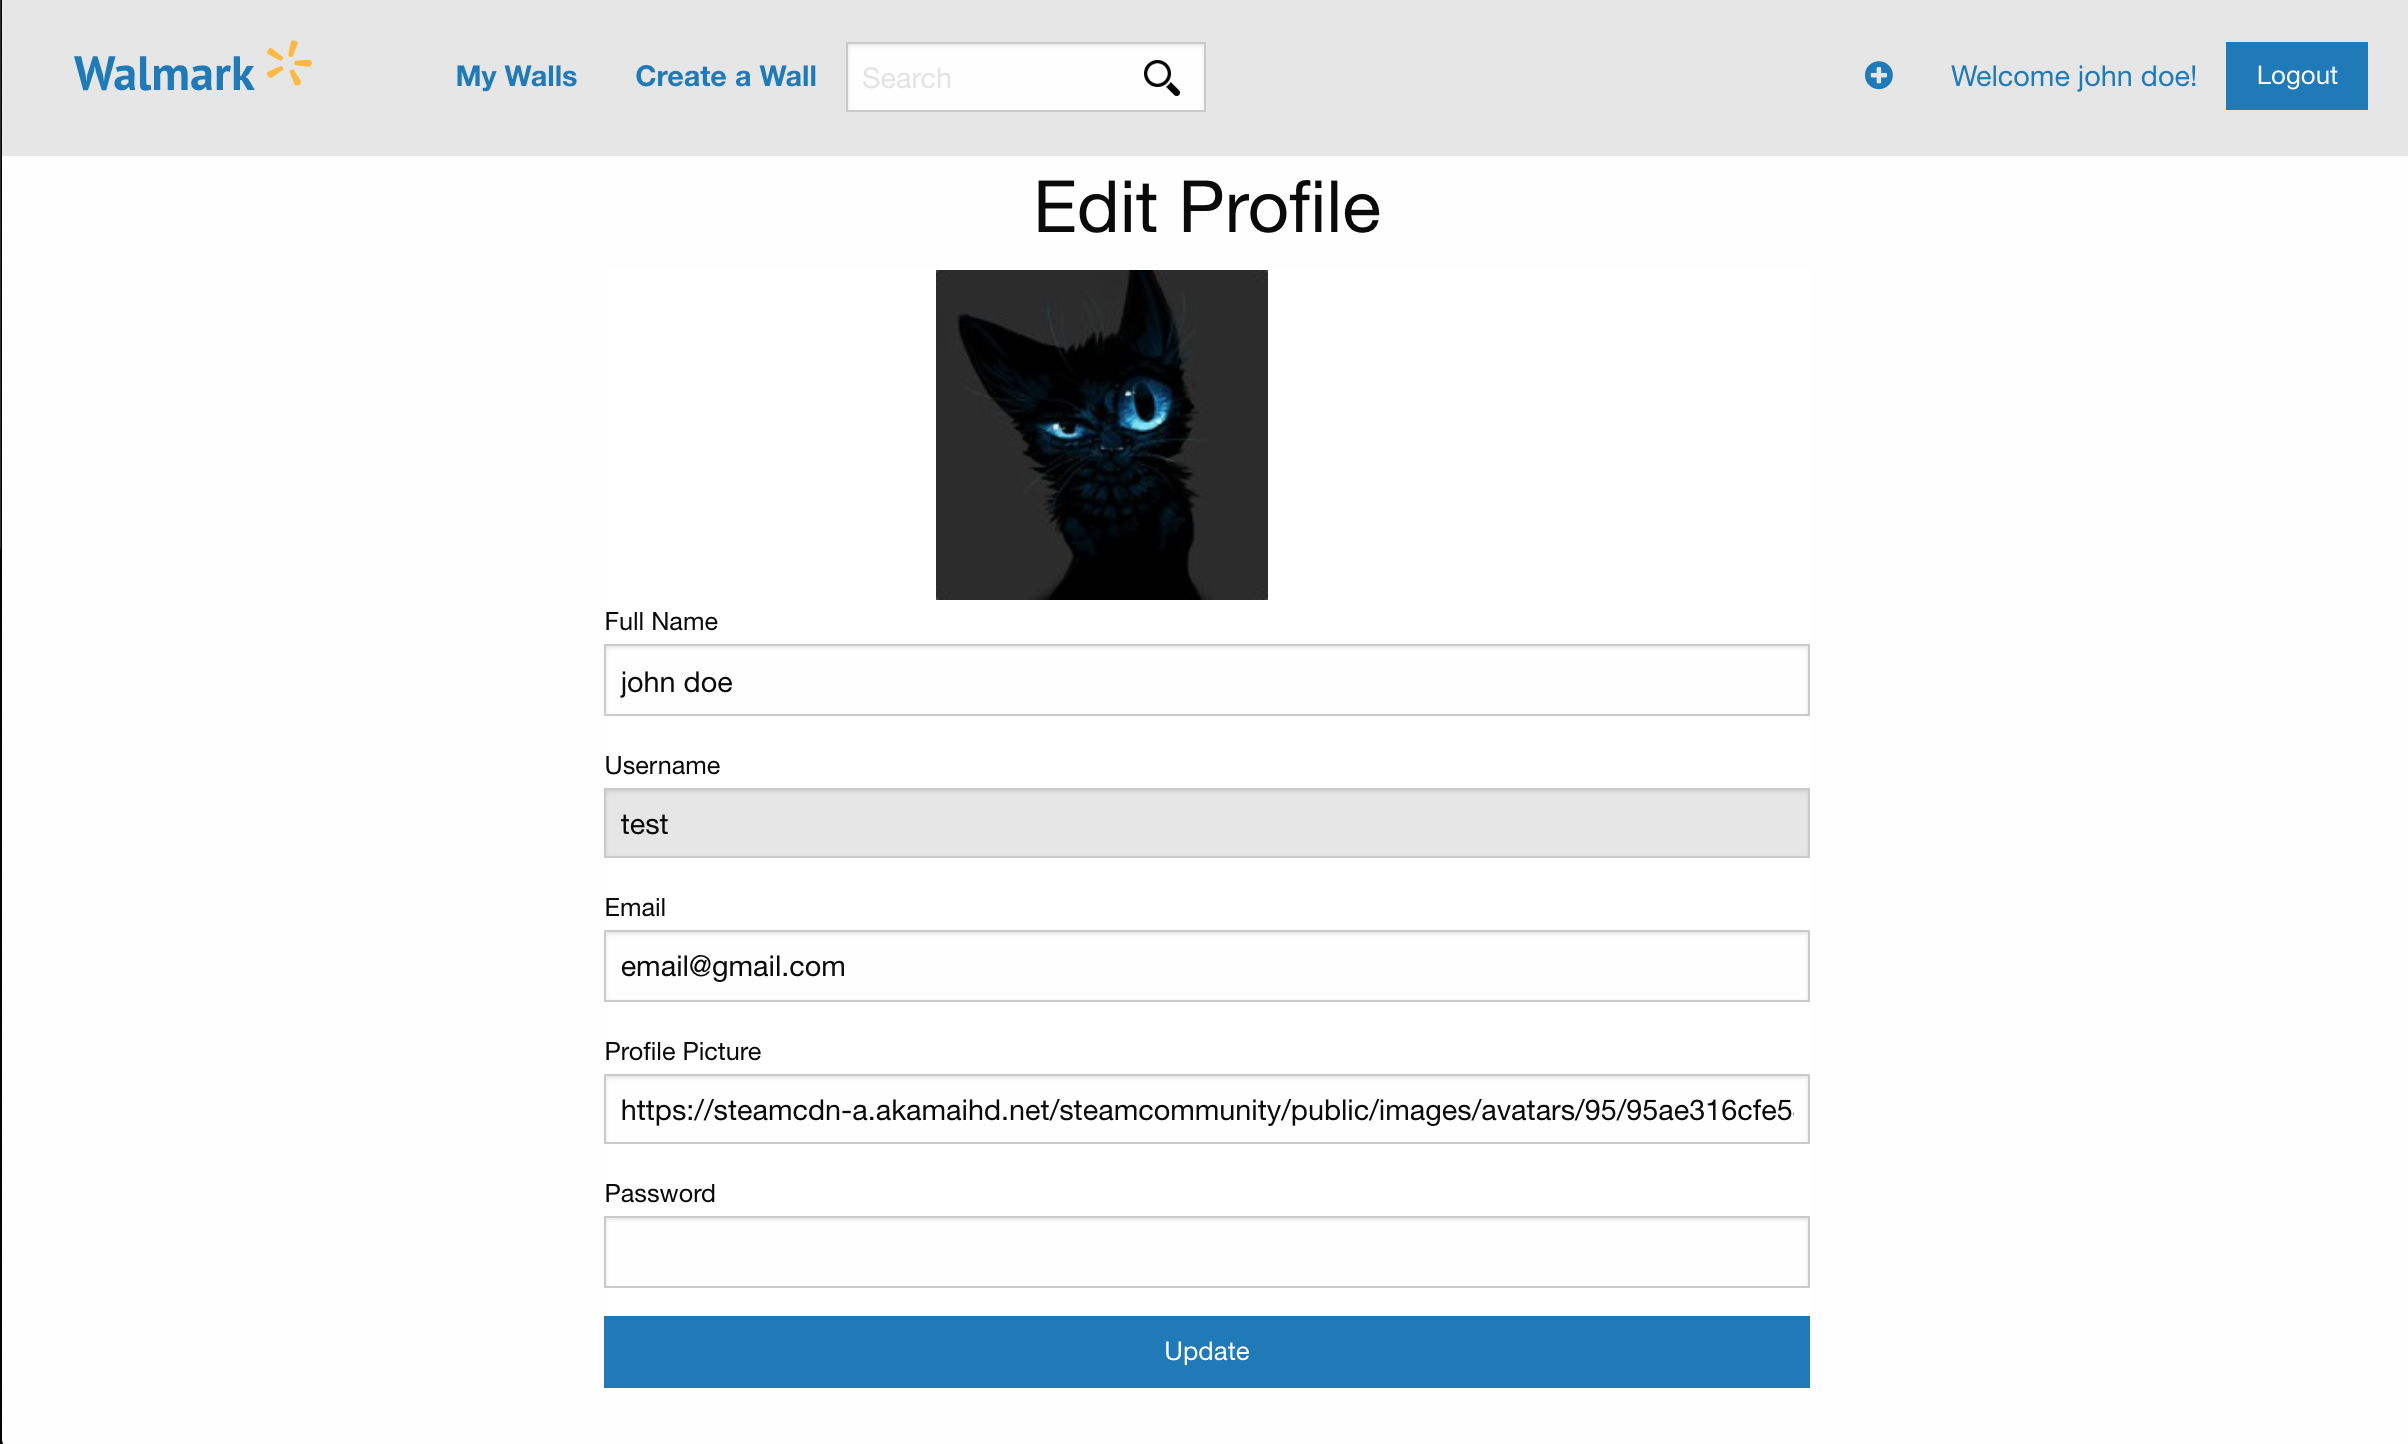 Walmark
My Walls
Create a Wall
Search
Welcome john doe!
Logout
Edit Profile
Full Name
john doe
Username
test
Email
email@gmail.com
Profile Picture
https://steamcdn-a.akamaihd.net/steamcommunity/public/images/avatars/95/95ae316cfe5
Password
Update